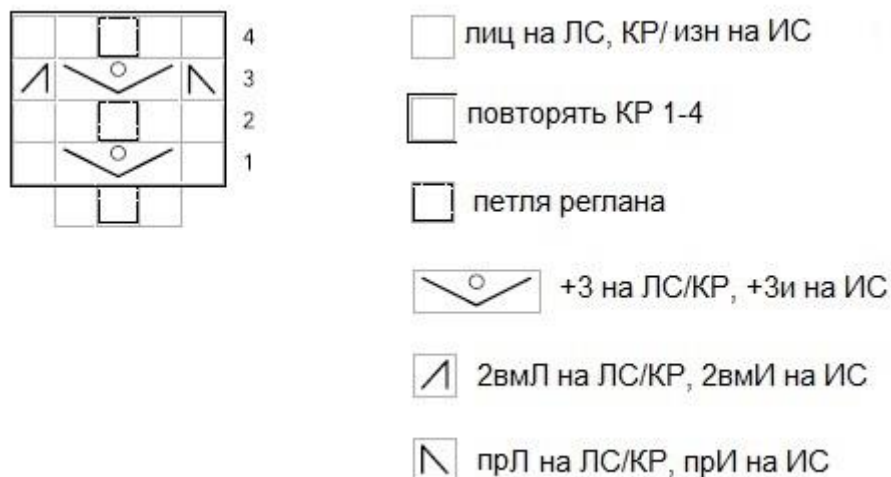 4
3
2
1
лиц на ЛС, КР/ изн на ИС
повторять КР 1-4
петля реглана
+3 на ЛС/КР, +3и на ИС
2вмЛ на ЛС/КР, 2вмИ на ИС
прЛ на ЛС/КР, прИ на ИС